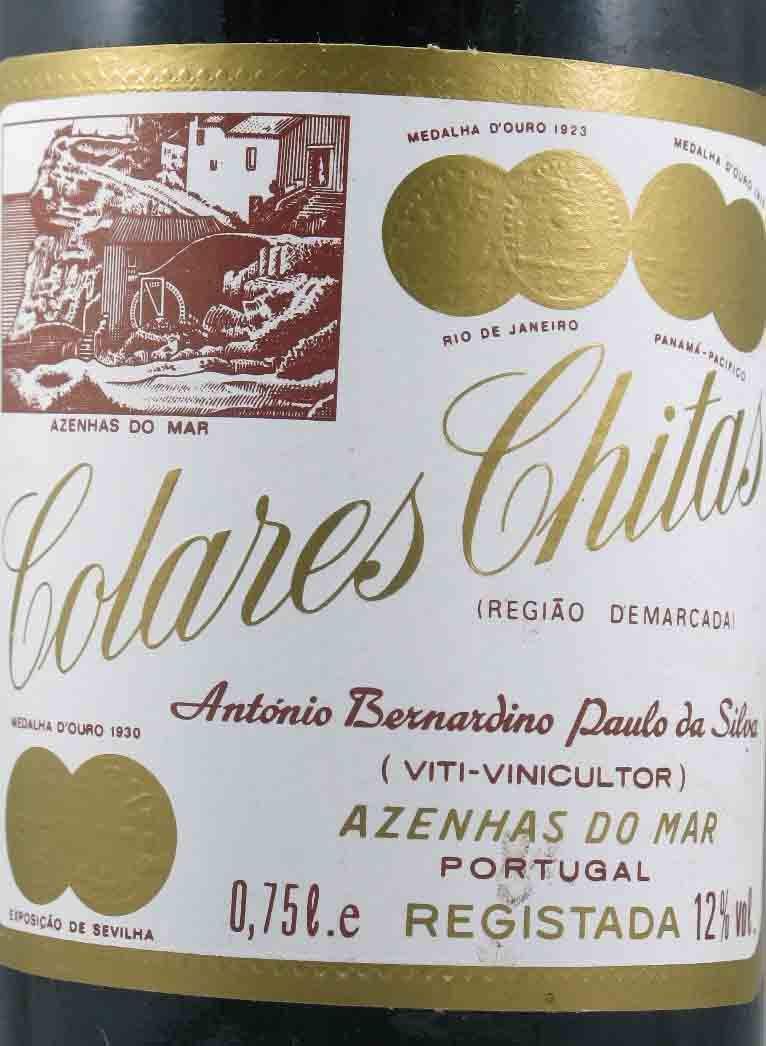 MEDALHA D'OURO 1923
MEDALHA D'OURO
RIO DE JANEIRO
PANAMÁ-PACIFICO
AZENHAS DO MAR
Colares Chitas
(REGIÃO DEMARCADA)
António Bernardino Paulo da Silva
MEDALHA D'OURO 1930
(VITI-VINICULTOR)
AZENHAS DO MAR
PORTUGAL
EXPOSIÇÃO DE SEVILHA
0,75l.e REGISTADA 12% vol.